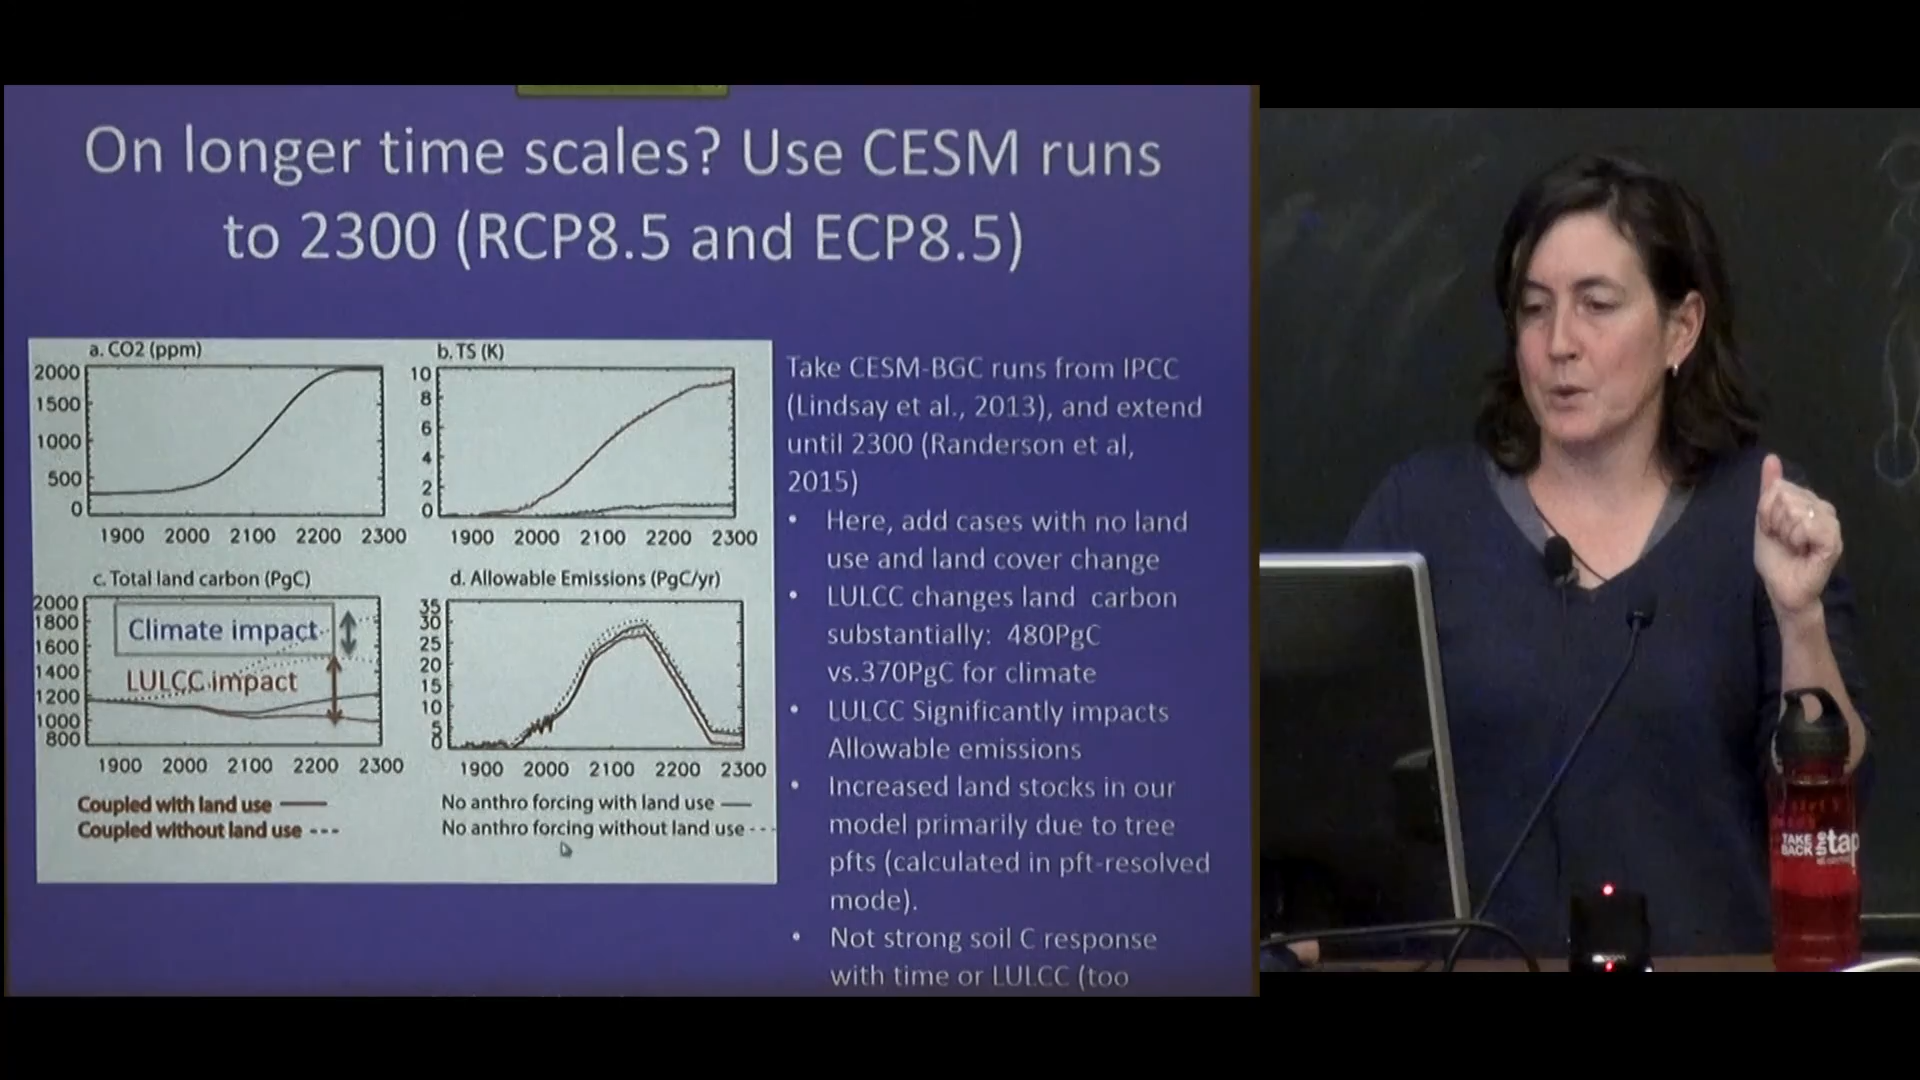 On longer time scales? Use CESM runs
to 2300 (RCP8.5 and ECP8.5)
a. CO2 (ppm)
2000
1500
1000
500
0
1900 2000 2100 2200 2300
b. TS (K)
10
8
6
4
2
0
1900 2000 2100 2200 2300
c. Total land carbon (PgC)
2000
1800
1600
1400
1200
1000
800
Climate impact
LULCC impact
1900 2000 2100 2200 2300
d. Allowable Emissions (PgC/yr)
35
30
25
20
15
10
5
0
1900 2000 2100 2200 2300
Coupled with land use
Coupled without land use
No anthro forcing with land use
No anthro forcing without land use
Take CESM-BGC runs from IPCC
(Lindsay et al., 2013), and extend
until 2300 (Randerson et al,
2015)
• Here, add cases with no land
use and land cover change
• LULCC changes land carbon
substantially: 480PgC
vs.370PgC for climate
• LULCC Significantly impacts
Allowable emissions
• Increased land stocks in our
model primarily due to tree
pfts (calculated in pft-resolved
mode).
• Not strong soil C response
with time or LULCC (too
TAKE
BACK
THE
tap